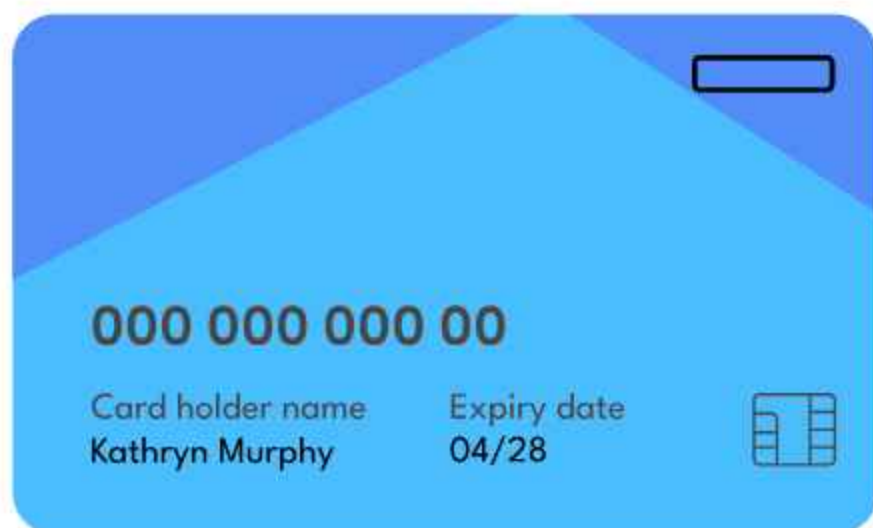 000 000 000 00
Card holder name
Kathryn Murphy
Expiry date
04/28